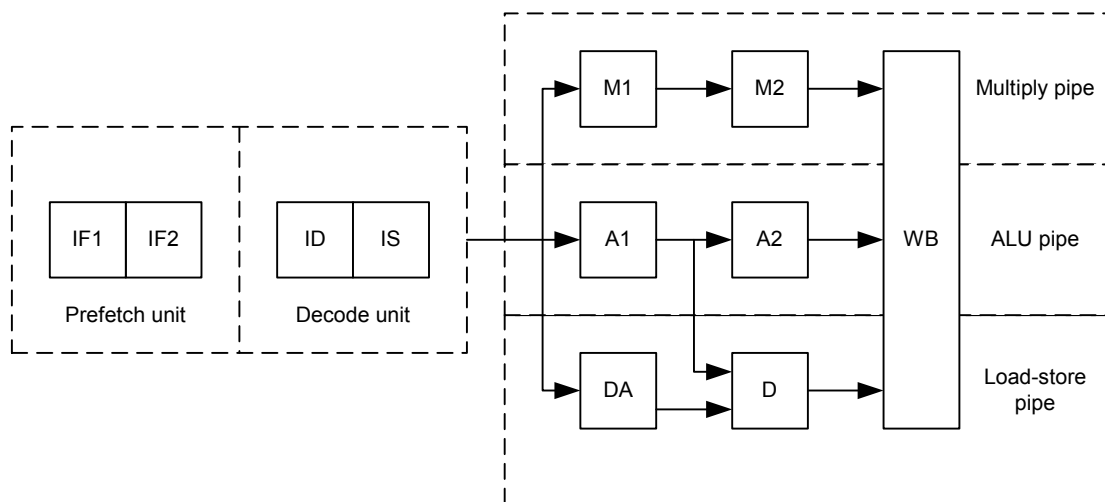 M1
M2
Multiply pipe
IF1
IF2
Prefetch unit
ID
IS
Decode unit
A1
A2
WB
ALU pipe
DA
D
Load-store
pipe